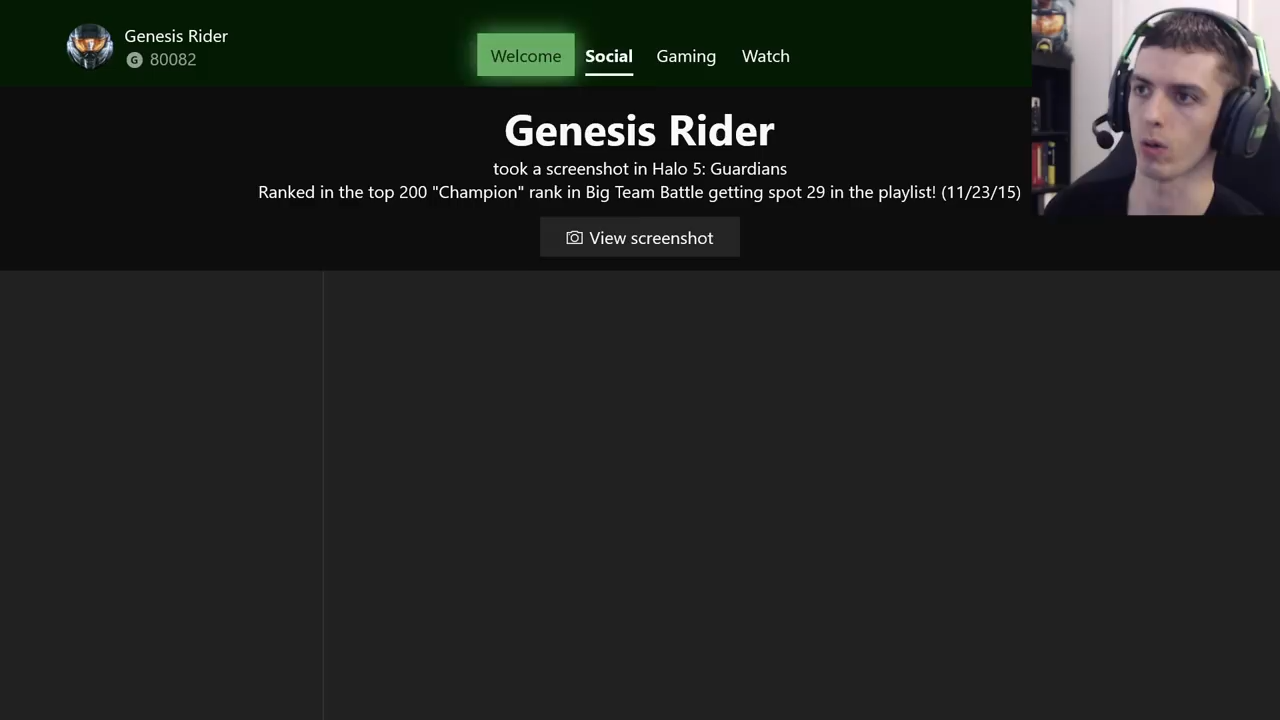 Genesis Rider
G 80082
Welcome Social Gaming Watch
Genesis Rider
took a screenshot in Halo 5: Guardians
Ranked in the top 200 "Champion" rank in Big Team Battle getting spot 29 in the playlist! (11/23/15)
View screenshot